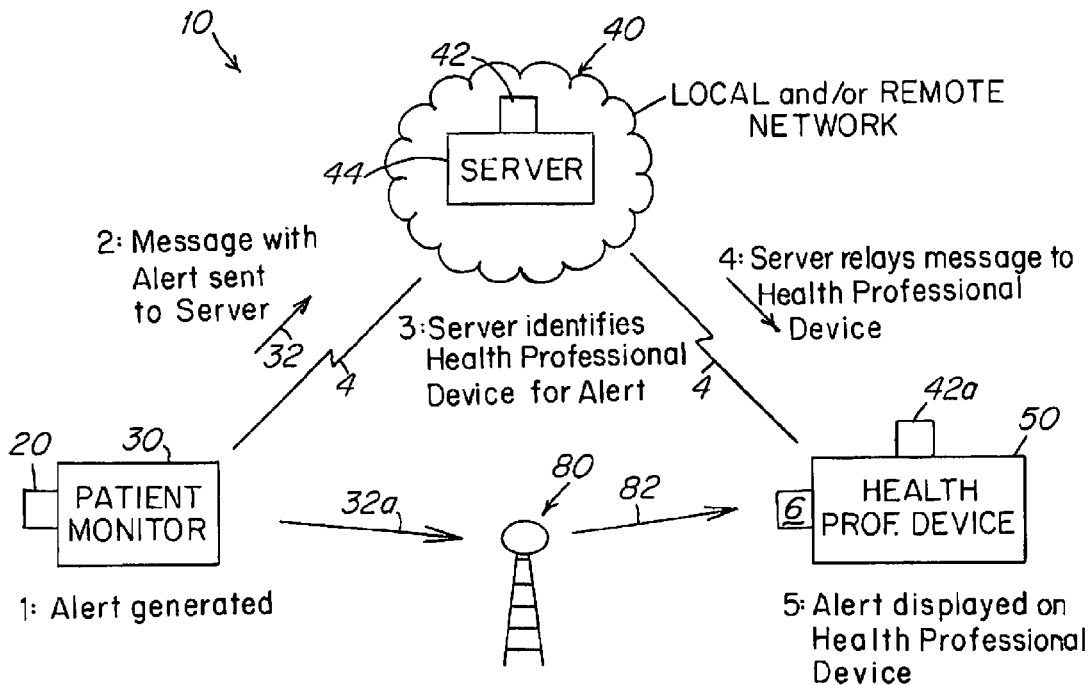 10
42
40
LOCAL and/or REMOTE
NETWORK
44
SERVER
2: Message with
Alert sent
to Server
32
4
3: Server identifies
Health Professional
Device for Alert
4: Server relays message to
Health Professional
Device
4
42a
20
30
50
PATIENT
MONITOR
32a
80
82
6
HEALTH
PROF. DEVICE
1: Alert generated
5: Alert displayed on
Health Professional
Device